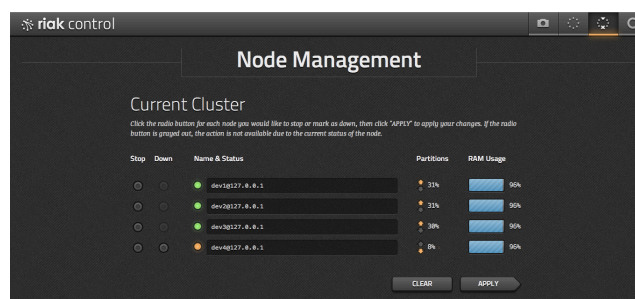 riak control
Node Management
Current Cluster
Click the radio button for each node you would like to stop or mark as down, then click "APPLY" to apply your changes. If the radio
button is grayed out, the action is not available due to the current status of the node.
Stop Down Name & Status Partitions RAM Usage
dev1@127.0.0.1 31% 96%
dev2@127.0.0.1 31% 96%
dev3@127.0.0.1 30% 96%
dev4@127.0.0.1 8% 96%
CLEAR APPLY